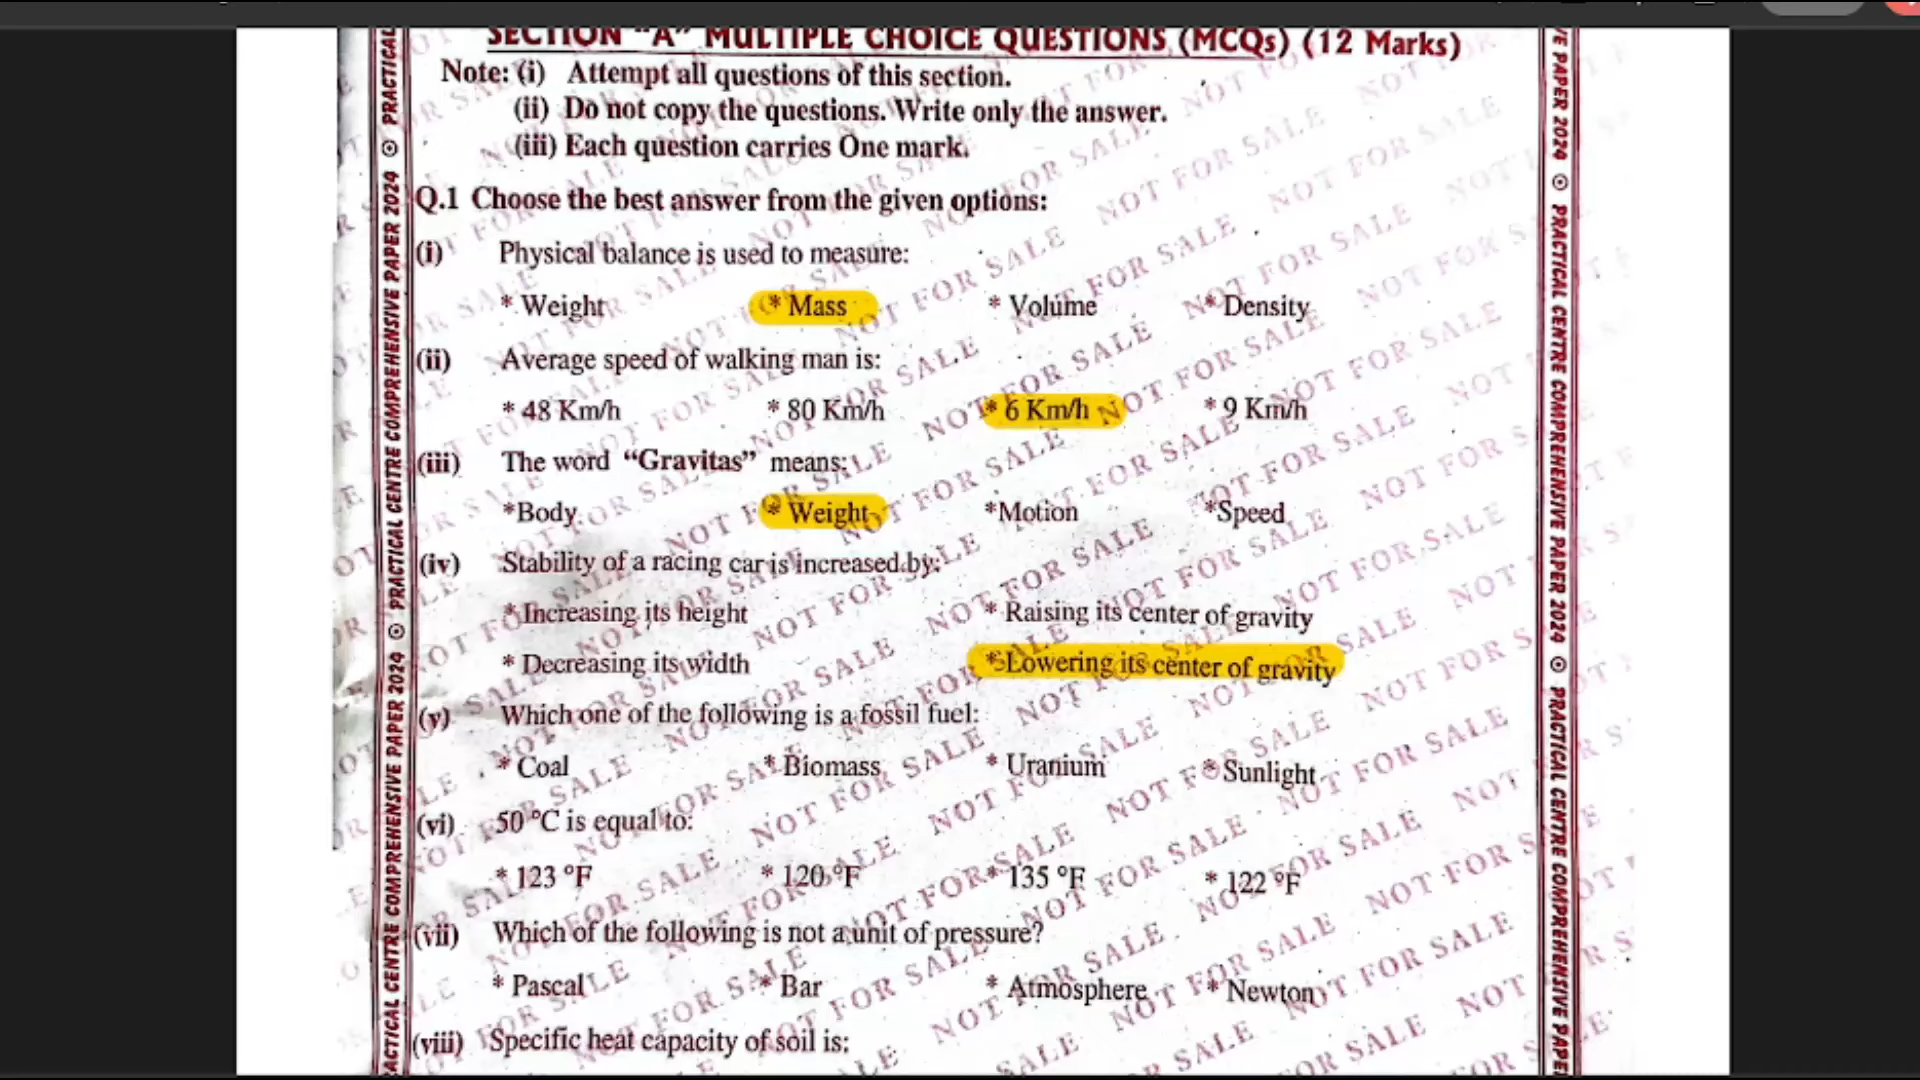 SECTION "A" MULTIPLE CHOICE QUESTIONS (MCQs) (12 Marks)
Note: (i) Attempt all questions of this section.
(ii) Do not copy the questions. Write only the answer.
(iii) Each question carries One mark.
Q.1 Choose the best answer from the given options:
(i) Physical balance is used to measure:
* Weight * Mass * Volume * Density
(ii) Average speed of walking man is:
* 48 Km/h * 80 Km/h * 6 Km/h * 9 Km/h
(iii) The word "Gravitas" means:
*Body * Weight *Motion *Speed
(iv) Stability of a racing car is increased by:
* Increasing its height * Raising its center of gravity
* Decreasing its width * Lowering its center of gravity
(v) Which one of the following is a fossil fuel:
* Coal * Biomass * Uranium * Sunlight
(vi) 50 °C is equal to:
* 123 °F * 120 °F * 135 °F * 122 °F
(vii) Which of the following is not a unit of pressure?
* Pascal * Bar * Atmosphere * Newton
(viii) Specific heat capacity of soil is:
PRACTICAL CENTRE COMPREHENSIVE PAPER 2024
PRACTICAL CENTRE COMPREHENSIVE PAPER 2024
NOT FOR SALE